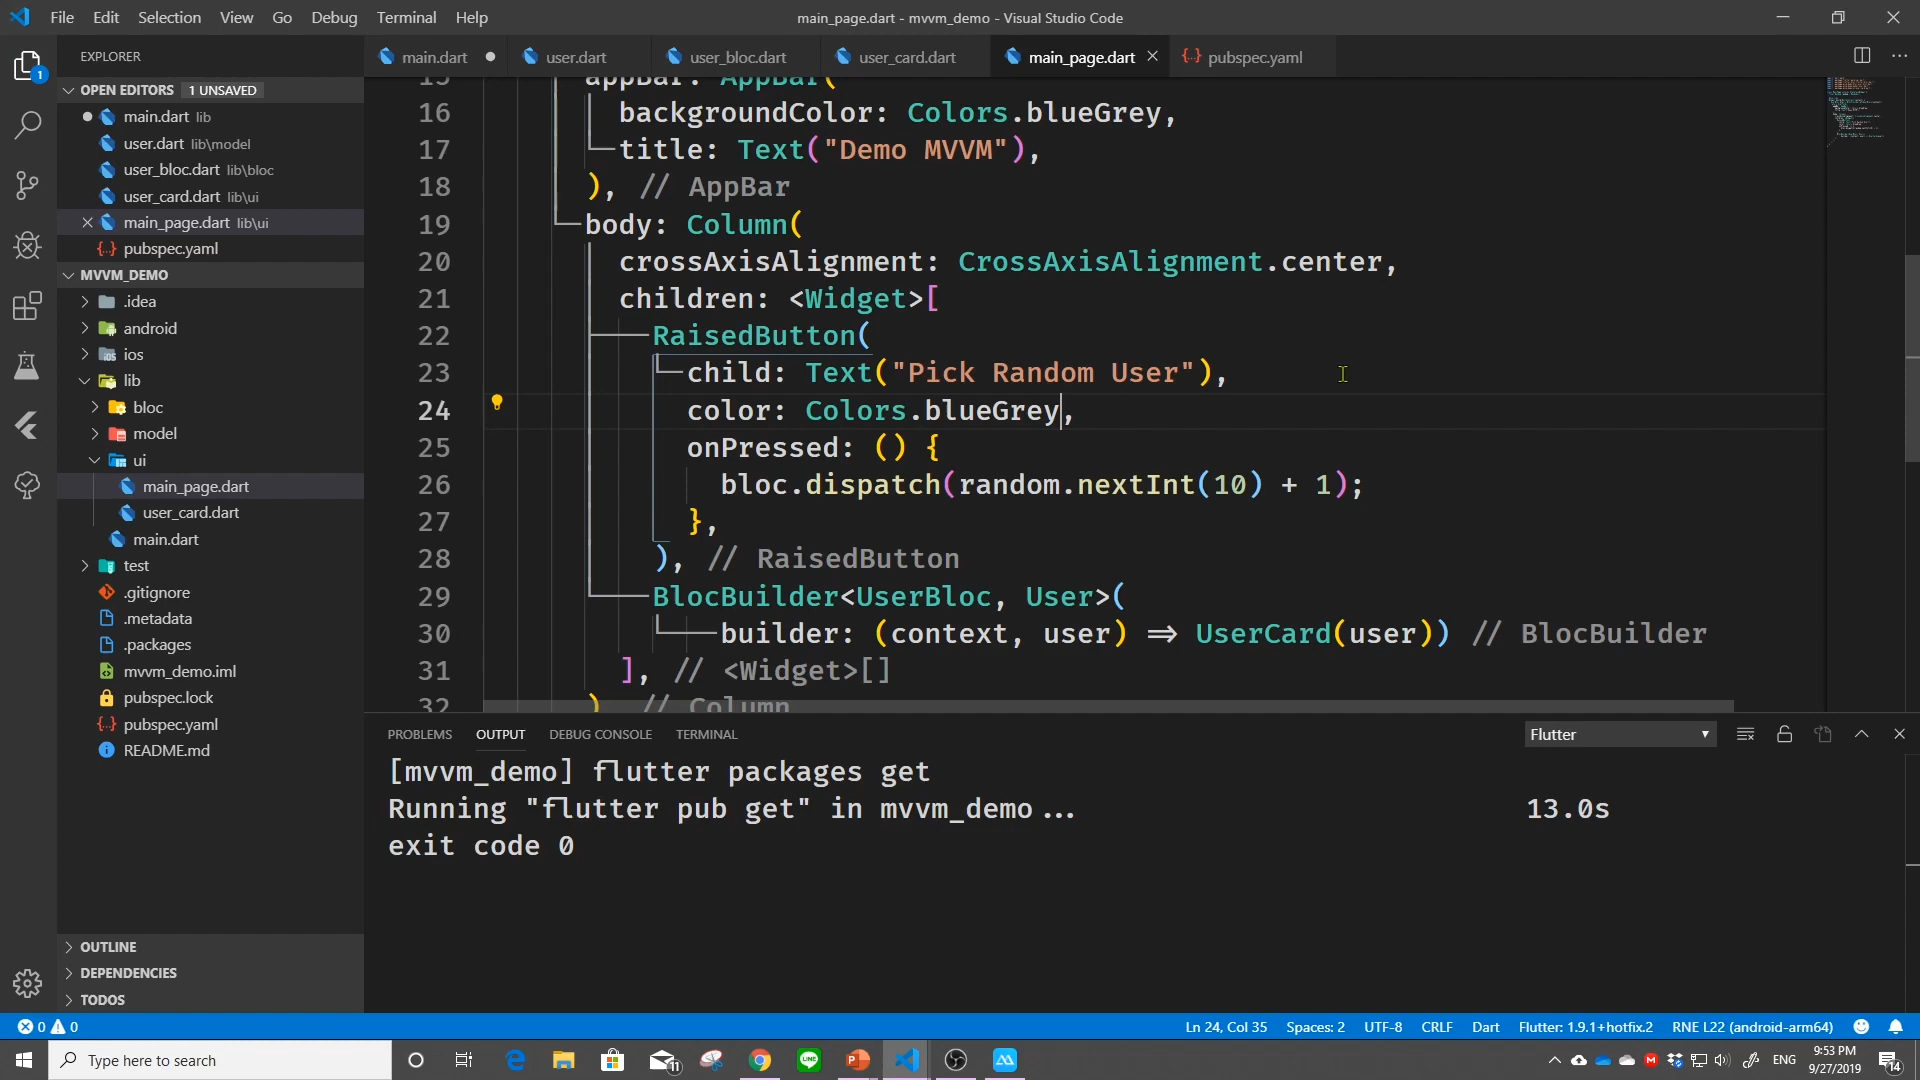 File Edit Selection View Go Debug Terminal Help
main_page.dart - mvvm_demo - Visual Studio Code
EXPLORER
main.dart
user.dart
user_bloc.dart
user_card.dart
main_page.dart
pubspec.yaml
1
OPEN EDITORS 1 UNSAVED
main.dart lib
user.dart lib\model
user_bloc.dart lib\bloc
user_card.dart lib\ui
main_page.dart lib\ui
pubspec.yaml
MVVM_DEMO
.idea
android
ios
lib
bloc
model
ui
main_page.dart
user_card.dart
main.dart
test
.gitignore
.metadata
.packages
mvvm_demo.iml
pubspec.lock
pubspec.yaml
README.md
OUTLINE
DEPENDENCIES
TODOS
15 appBar: AppBar(
16 backgroundColor: Colors.blueGrey,
17 title: Text("Demo MVVM"),
18 ), // AppBar
19 body: Column(
20 crossAxisAlignment: CrossAxisAlignment.center,
21 children: <Widget>[
22 RaisedButton(
23 child: Text("Pick Random User"),
24 color: Colors.blueGrey,
25 onPressed: () {
26 bloc.dispatch(random.nextInt(10) + 1);
27 },
28 ), // RaisedButton
29 BlocBuilder<UserBloc, User>(
30 builder: (context, user) => UserCard(user)) // BlocBuilder
31 ], // <Widget>[]
32 ) // Column
PROBLEMS OUTPUT DEBUG CONSOLE TERMINAL
Flutter
[mvvm_demo] flutter packages get
Running "flutter pub get" in mvvm_demo... 13.0s
exit code 0
0 0
Ln 24, Col 35 Spaces: 2 UTF-8 CRLF Dart Flutter: 1.9.1+hotfix.2 RNE L22 (android-arm64)
Type here to search
11
LINE
ENG
9:53 PM
9/27/2019
14